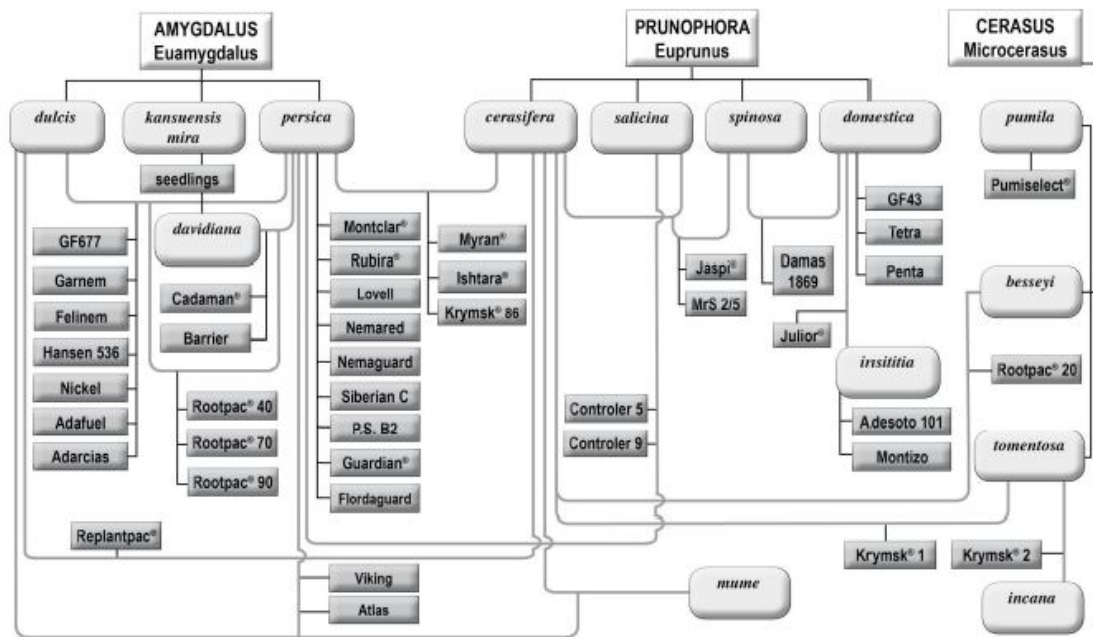 AMYGDALUS
Euamygdalus
PRUNOPHORA
Euprunus
CERASUS
Microcerasus
dulcis
kansuensis
mira
persica
cerasifera
salicina
spinosa
domestica
pumila
seedlings
Pumiselect®
davidiana
GF677
Garnem
Felinem
Hansen 536
Nickel
Adafuel
Adarcias
Cadaman®
Barrier
Rootpac® 40
Rootpac® 70
Rootpac® 90
Montclar®
Rubira®
Lovell
Nemared
Nemaguard
Siberian C
P.S. B2
Guardian®
Flordaguard
Myran®
Ishtara®
Krymsk® 86
Jaspi®
MrS 2/5
Damas
1869
GF43
Tetra
Penta
Julior®
insititia
Adesoto 101
Montizo
Controler 5
Controler 9
besseyi
Rootpac® 20
tomentosa
Replantpac®
Viking
Atlas
mume
Krymsk® 1
Krymsk® 2
incana